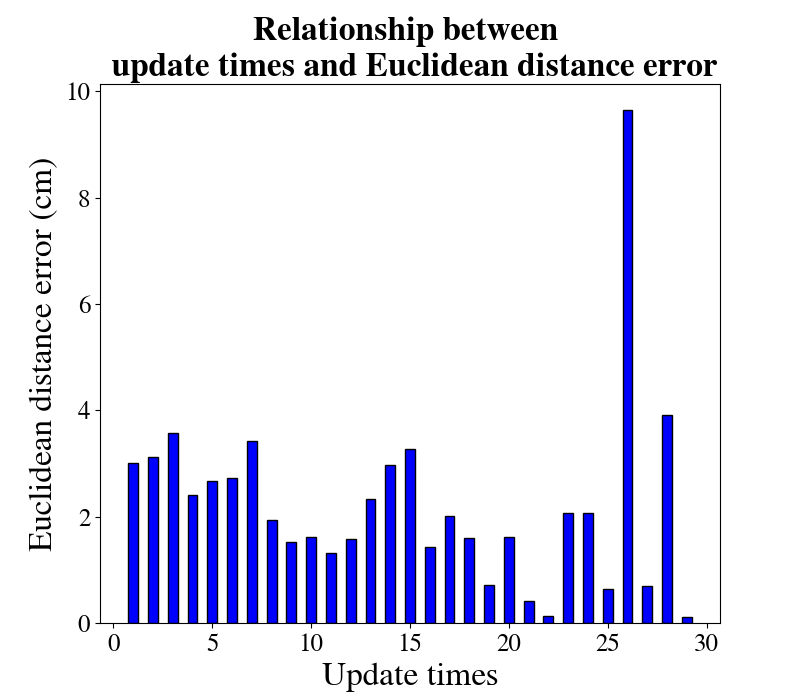 Relationship between
update times and Euclidean distance error
Euclidean distance error (cm)
10
8
6
4
2
0
0 5 10 15 20 25 30
Update times